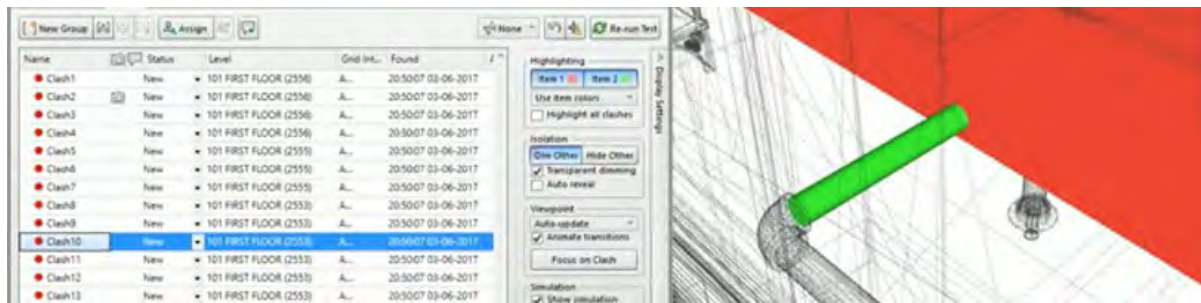 New Group Assign None Re-run Test
Name Status Level Grid Int... Found
Clash1 New 101 FIRST FLOOR (2556) A... 20:50:07 03-06-2017
Clash2 New 101 FIRST FLOOR (2556) A... 20:50:07 03-06-2017
Clash3 New 101 FIRST FLOOR (2556) A... 20:50:07 03-06-2017
Clash4 New 101 FIRST FLOOR (2556) A... 20:50:07 03-06-2017
Clash5 New 101 FIRST FLOOR (2555) A... 20:50:07 03-06-2017
Clash6 New 101 FIRST FLOOR (2555) A... 20:50:07 03-06-2017
Clash7 New 101 FIRST FLOOR (2555) A... 20:50:07 03-06-2017
Clash8 New 101 FIRST FLOOR (2553) A... 20:50:07 03-06-2017
Clash9 New 101 FIRST FLOOR (2553) A... 20:50:07 03-06-2017
Clash10 New 101 FIRST FLOOR (2553) A... 20:50:07 03-06-2017
Clash11 New 101 FIRST FLOOR (2553) A... 20:50:07 03-06-2017
Clash12 New 101 FIRST FLOOR (2553) A... 20:50:07 03-06-2017
Clash13 New 101 FIRST FLOOR (2553) A... 20:50:07 03-06-2017
Highlighting
Item 1 Item 2
Use item colors
Highlight all clashes
Isolation
Dim Other Hide Other
Transparent dimming
Auto reveal
Viewpoint
Auto-update
Animate transitions
Focus on Clash
Simulation
Show simulation
Display Settings